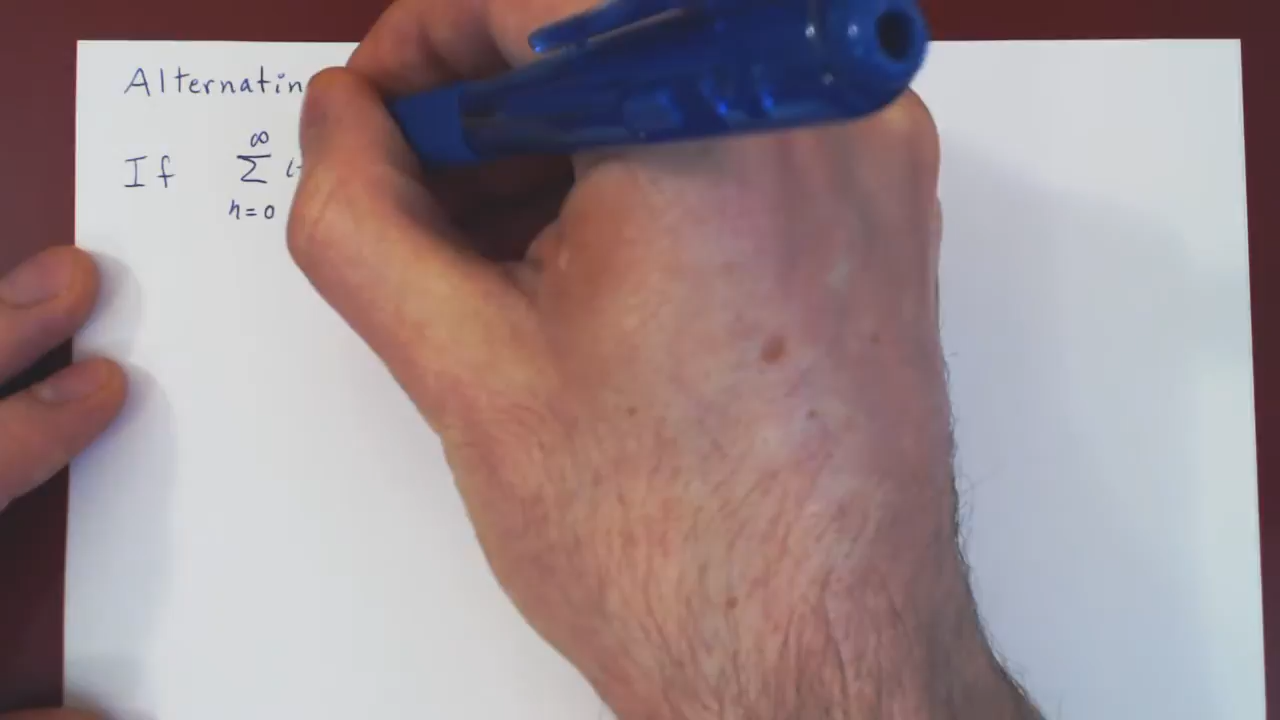 Alternatin
If ∞ Σ n=0 (-